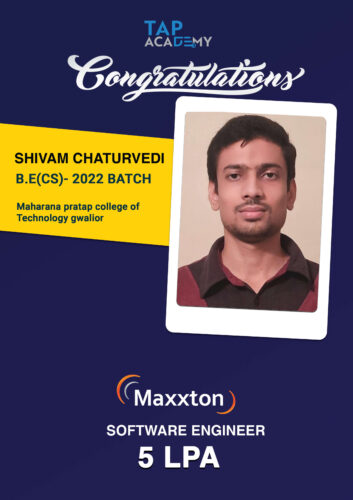 TAP
ACADEMY
Congratulations
SHIVAM CHATURVEDI
B.E(CS)- 2022 BATCH
Maharana pratap college of
Technology gwalior
Maxxton
SOFTWARE ENGINEER
5 LPA